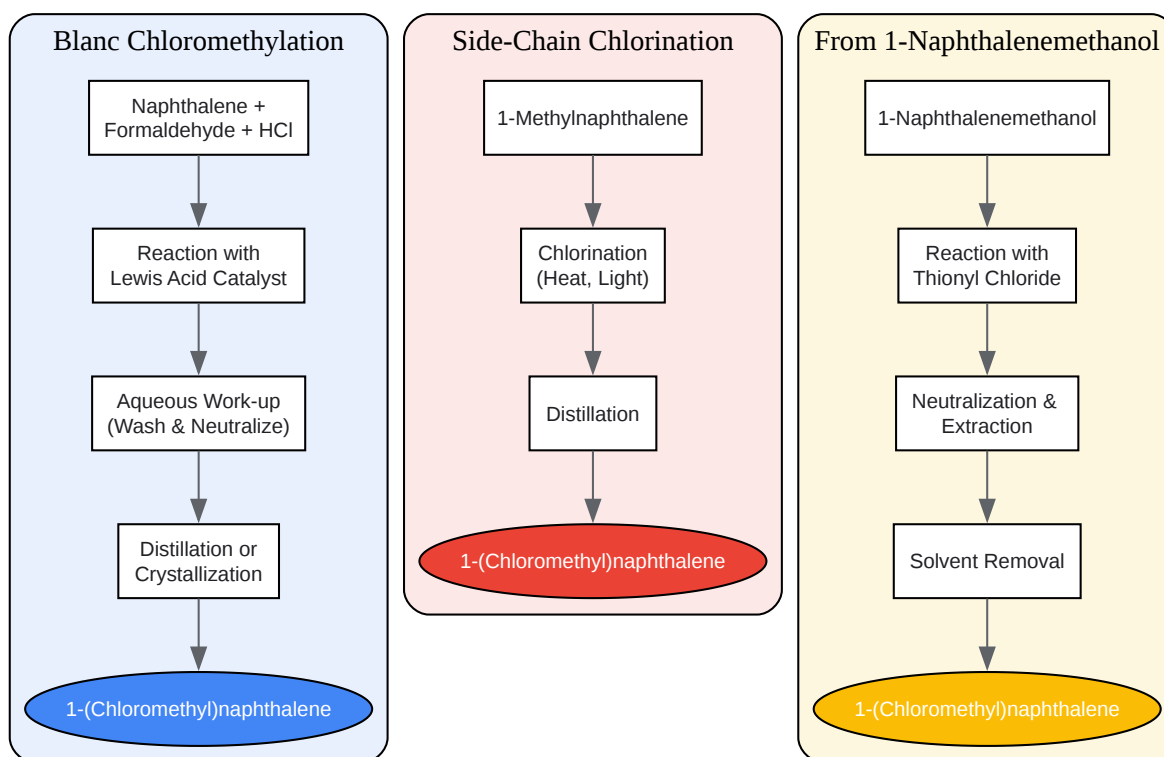 Blanc Chloromethylation
Naphthalene +
Formaldehyde + HCl
Reaction with
Lewis Acid Catalyst
Aqueous Work-up
(Wash & Neutralize)
Distillation or
Crystallization
1-(Chloromethyl)naphthalene
Side-Chain Chlorination
1-Methylnaphthalene
Chlorination
(Heat, Light)
Distillation
1-(Chloromethyl)naphthalene
From 1-Naphthalenemethanol
1-Naphthalenemethanol
Reaction with
Thionyl Chloride
Neutralization &
Extraction
Solvent Removal
1-(Chloromethyl)naphthalene